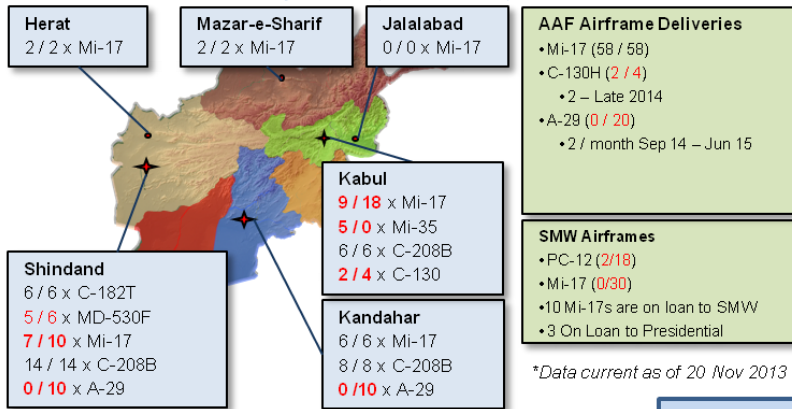 Herat
2 / 2 x Mi-17
Mazar-e-Sharif
2 / 2 x Mi-17
Jalalabad
0 / 0 x Mi-17
Kabul
9 / 18 x Mi-17
5 / 0 x Mi-35
6 / 6 x C-208B
2 / 4 x C-130
Shindand
6 / 6 x C-182T
5 / 6 x MD-530F
7 / 10 x Mi-17
14 / 14 x C-208B
0 / 10 x A-29
Kandahar
6 / 6 x Mi-17
8 / 8 x C-208B
0 /10 x A-29
AAF Airframe Deliveries
•Mi-17 (58 / 58)
•C-130H (2 / 4)
•2 – Late 2014
•A-29 (0 / 20)
•2 / month Sep 14 – Jun 15
SMW Airframes
•PC-12 (2/18)
•Mi-17 (0/30)
•10 Mi-17s are on loan to SMW
•3 On Loan to Presidential
*Data current as of 20 Nov 2013